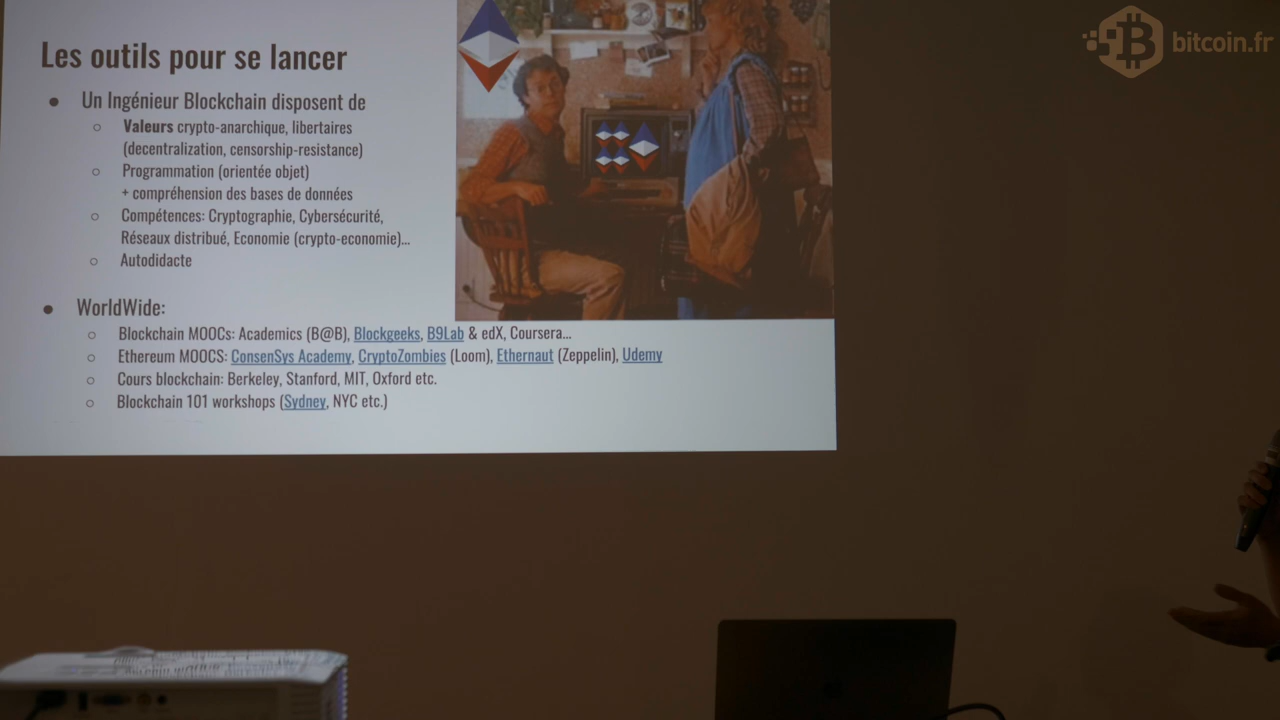 Les outils pour se lancer
● Un Ingénieur Blockchain disposent de
○ Valeurs crypto-anarchique, libertaires
(decentralization, censorship-resistance)
○ Programmation (orientée objet)
+ compréhension des bases de données
○ Compétences: Cryptographie, Cybersécurité,
Réseaux distribué, Economie (crypto-economie)...
○ Autodidacte
● WorldWide:
○ Blockchain MOOCs: Academics (B@B), Blockgeeks, B9Lab & edX, Coursera...
○ Ethereum MOOCS: ConsenSys Academy, CryptoZombies (Loom), Ethernaut (Zeppelin), Udemy
○ Cours blockchain: Berkeley, Stanford, MIT, Oxford etc.
○ Blockchain 101 workshops (Sydney, NYC etc.)
bitcoin.fr